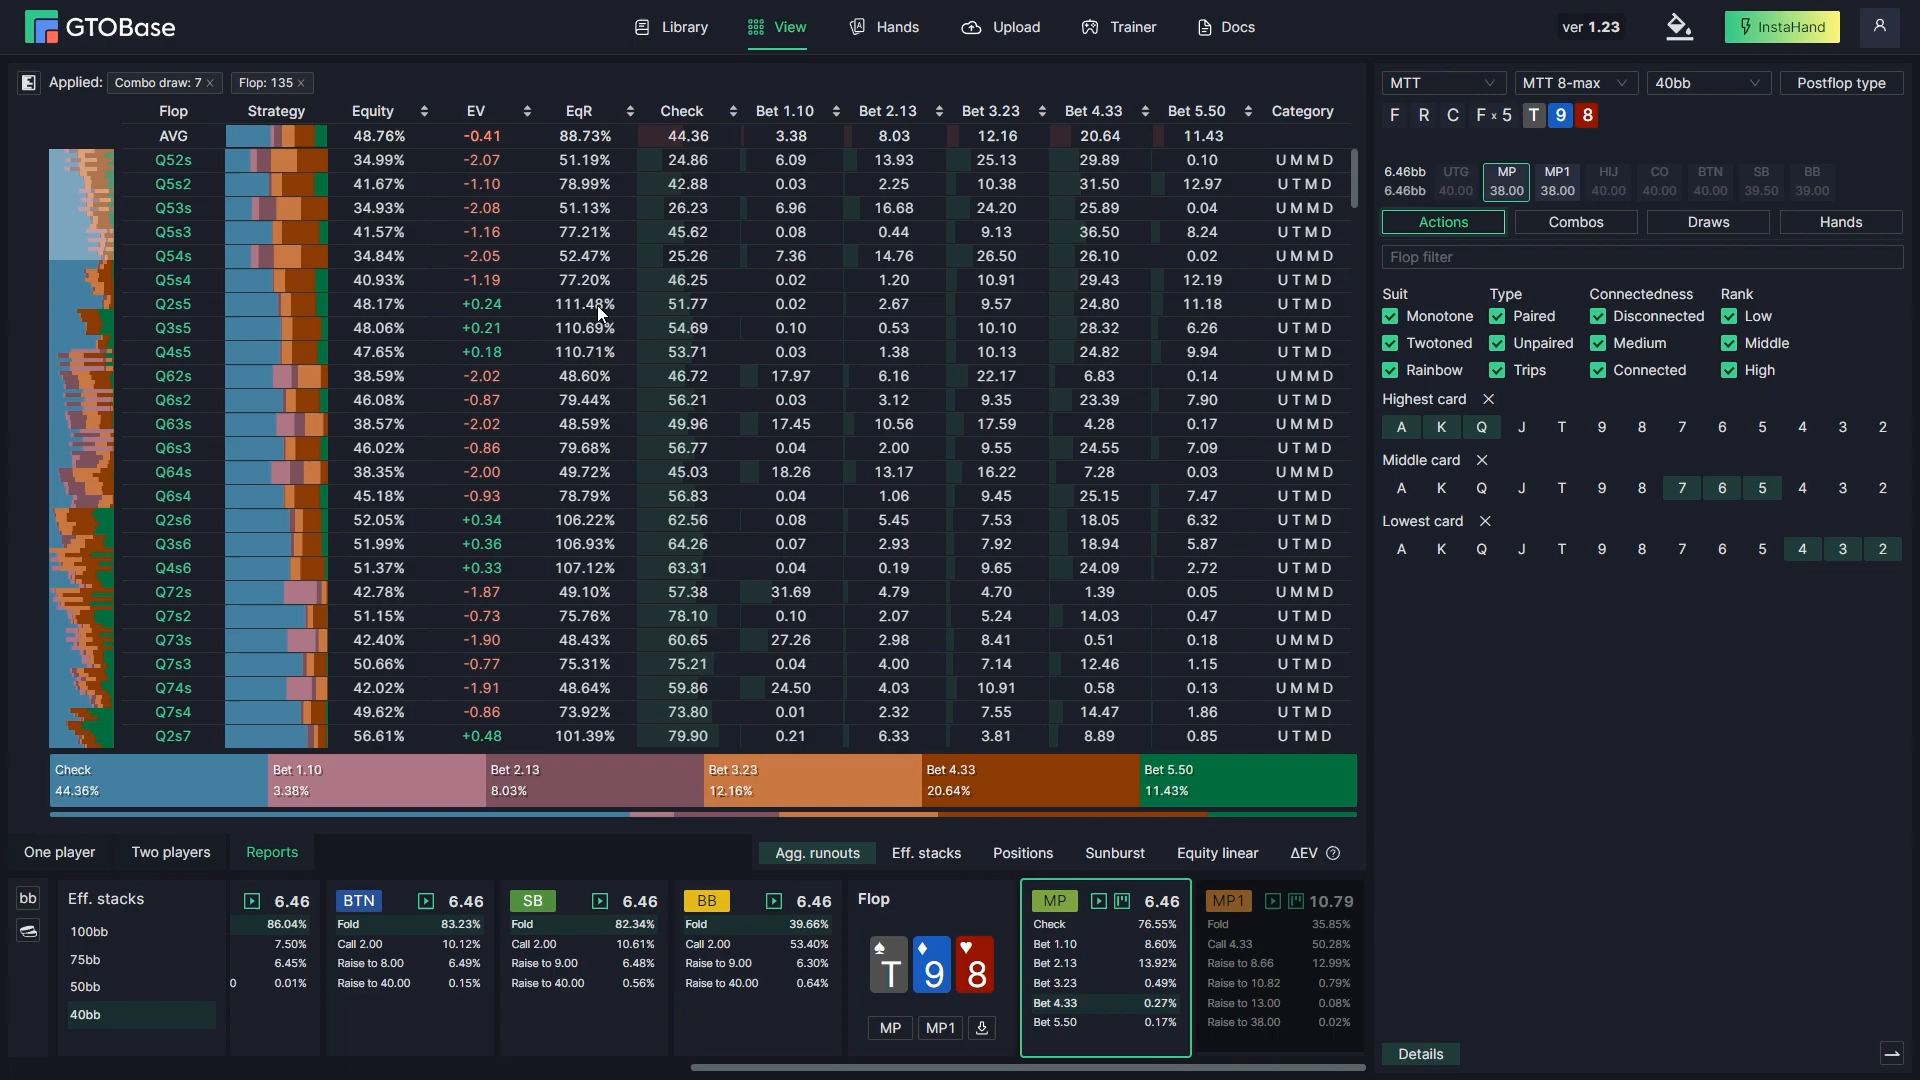 GTOBase
Library View Hands Upload Trainer Docs
ver 1.23 InstaHand
Applied: Combo draw: 7 × Flop: 135 ×
Flop Strategy Equity EV EqR Check Bet 1.10 Bet 2.13 Bet 3.23 Bet 4.33 Bet 5.50 Category
AVG 48.76% -0.41 88.73% 44.36 3.38 8.03 12.16 20.64 11.43
Q52s 34.99% -2.07 51.19% 24.86 6.09 13.93 25.13 29.89 0.10 U M M D
Q5s2 41.67% -1.10 78.99% 42.88 0.03 2.25 10.38 31.50 12.97 U T M D
Q53s 34.93% -2.08 51.13% 26.23 6.96 16.68 24.20 25.89 0.04 U M M D
Q5s3 41.57% -1.16 77.21% 45.62 0.08 0.44 9.13 36.50 8.24 U T M D
Q54s 34.84% -2.05 52.47% 25.26 7.36 14.76 26.50 26.10 0.02 U M M D
Q5s4 40.93% -1.19 77.20% 46.25 0.02 1.20 10.91 29.43 12.19 U T M D
Q2s5 48.17% +0.24 111.48% 51.77 0.02 2.67 9.57 24.80 11.18 U T M D
Q3s5 48.06% +0.21 110.69% 54.69 0.10 0.53 10.10 28.32 6.26 U T M D
Q4s5 47.65% +0.18 110.71% 53.71 0.03 1.38 10.13 24.82 9.94 U T M D
Q62s 38.59% -2.02 48.60% 46.72 17.97 6.16 22.17 6.83 0.14 U M M D
Q6s2 46.08% -0.87 79.44% 56.21 0.03 3.12 9.35 23.39 7.90 U T M D
Q63s 38.57% -2.02 48.59% 49.96 17.45 10.56 17.59 4.28 0.17 U M M D
Q6s3 46.02% -0.86 79.68% 56.77 0.04 2.00 9.55 24.55 7.09 U T M D
Q64s 38.35% -2.00 49.72% 45.03 18.26 13.17 16.22 7.28 0.03 U M M D
Q6s4 45.18% -0.93 78.79% 56.83 0.04 1.06 9.45 25.15 7.47 U T M D
Q2s6 52.05% +0.34 106.22% 62.56 0.08 5.45 7.53 18.05 6.32 U T M D
Q3s6 51.99% +0.36 106.93% 64.26 0.07 2.93 7.92 18.94 5.87 U T M D
Q4s6 51.37% +0.33 107.12% 63.31 0.04 0.19 9.65 24.09 2.72 U T M D
Q72s 42.78% -1.87 49.10% 57.38 31.69 4.79 4.70 1.39 0.05 U M M D
Q7s2 51.15% -0.73 75.76% 78.10 0.10 2.07 5.24 14.03 0.47 U T M D
Q73s 42.40% -1.90 48.43% 60.65 27.26 2.98 8.41 0.51 0.18 U M M D
Q7s3 50.66% -0.77 75.31% 75.21 0.04 4.00 7.14 12.46 1.15 U T M D
Q74s 42.02% -1.91 48.64% 59.86 24.50 4.03 10.91 0.58 0.13 U M M D
Q7s4 49.62% -0.86 73.92% 73.80 0.01 2.32 7.55 14.47 1.86 U T M D
Q2s7 56.61% +0.48 101.39% 79.90 0.21 6.33 3.81 8.89 0.85 U T M D
Check Bet 1.10 Bet 2.13 Bet 3.23 Bet 4.33 Bet 5.50
44.36% 3.38% 8.03% 12.16% 20.64% 11.43%
One player Two players Reports
Agg. runouts Eff. stacks Positions Sunburst Equity linear ΔEV ?
bb
Eff. stacks
100bb
75bb
50bb
40bb
6.46
86.04%
7.50%
6.45%
0 0.01%
BTN 6.46
Fold 83.23%
Call 2.00 10.12%
Raise to 8.00 6.49%
Raise to 40.00 0.15%
SB 6.46
Fold 82.34%
Call 2.00 10.61%
Raise to 9.00 6.48%
Raise to 40.00 0.56%
BB 6.46
Fold 39.66%
Call 2.00 53.40%
Raise to 9.00 6.30%
Raise to 40.00 0.64%
Flop
♠ ♦ ♥
T 9 8
MP MP1
MP 6.46
Check 76.55%
Bet 1.10 8.60%
Bet 2.13 13.92%
Bet 3.23 0.49%
Bet 4.33 0.27%
Bet 5.50 0.17%
MP1 10.79
Fold 35.85%
Call 4.33 50.28%
Raise to 8.66 12.99%
Raise to 10.82 0.79%
Raise to 13.00 0.08%
Raise to 38.00 0.02%
MTT MTT 8-max 40bb Postflop type
F R C F×5 T 9 8
6.46bb UTG MP MP1 HIJ CO BTN SB BB
6.46bb 40.00 38.00 38.00 40.00 40.00 40.00 39.50 39.00
Actions Combos Draws Hands
Flop filter
Suit Type Connectedness Rank
Monotone Paired Disconnected Low
Twotoned Unpaired Medium Middle
Rainbow Trips Connected High
Highest card ×
A K Q J T 9 8 7 6 5 4 3 2
Middle card ×
A K Q J T 9 8 7 6 5 4 3 2
Lowest card ×
A K Q J T 9 8 7 6 5 4 3 2
Details